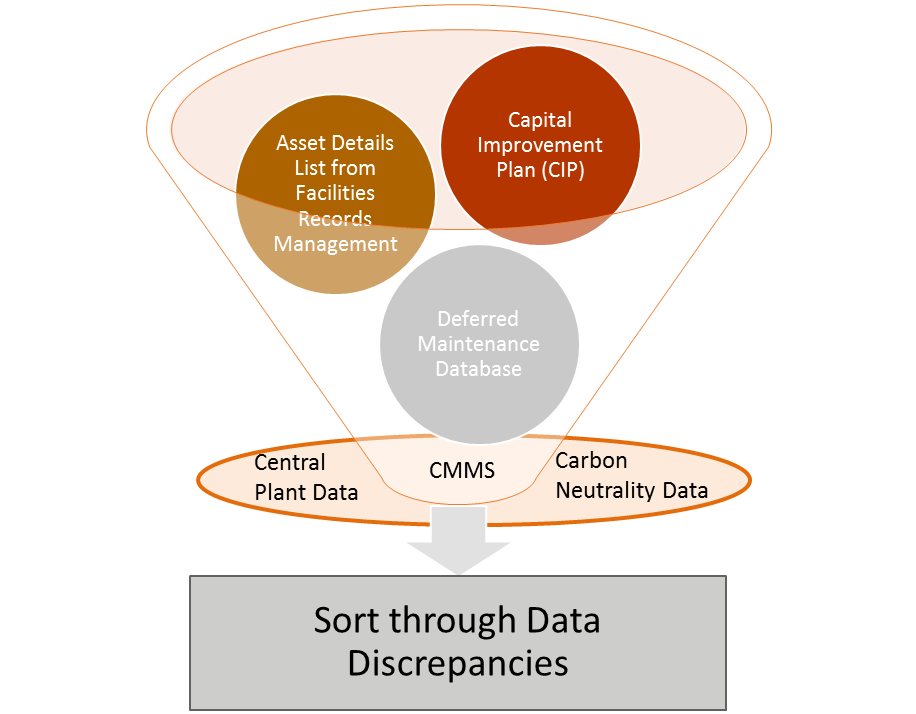 Capital
Improvement
Plan (CIP)
Asset Details
List from
Facilities
Records
Management
Deferred
Maintenance
Database
Central
Plant Data
CMMS
Carbon
Neutrality Data
Sort through Data
Discrepancies